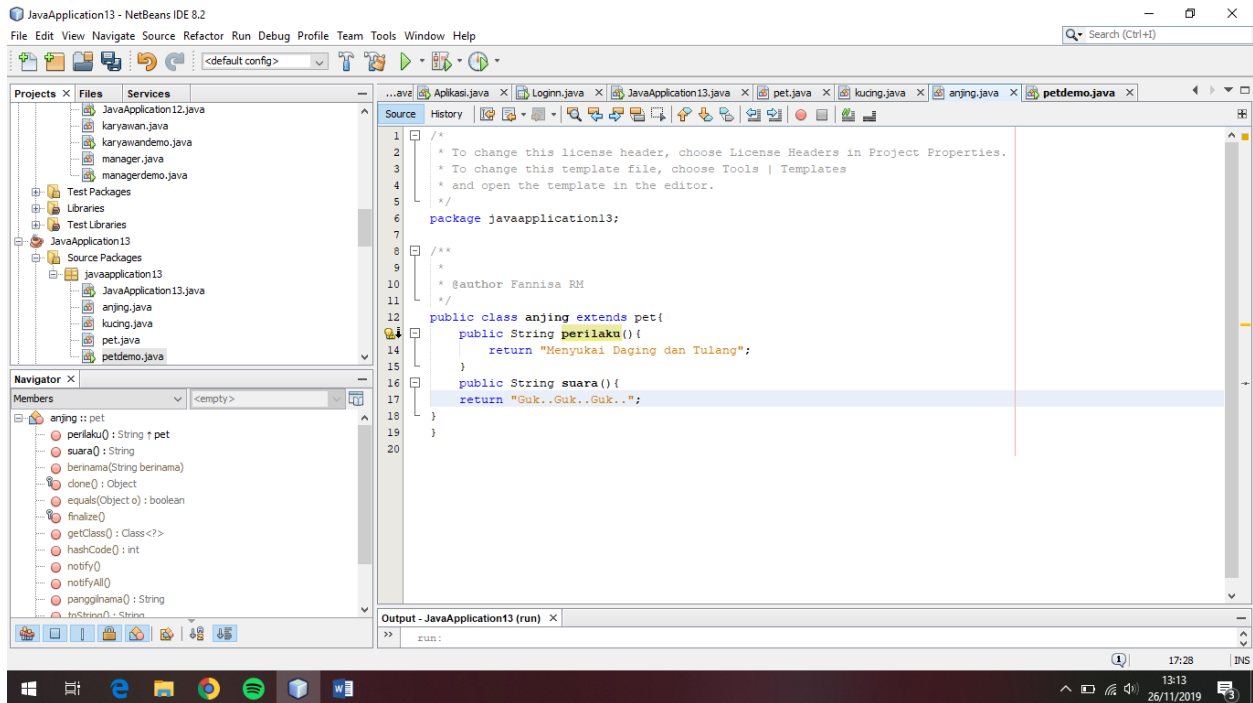 JavaApplication13 - NetBeans IDE 8.2
File Edit View Navigate Source Refactor Run Debug Profile Team Tools Window Help
Search (Ctrl+I)
<default config>
Projects Files Services
...ava Aplikasi.java Loginn.java JavaApplication13.java pet.java kucing.java anjing.java petdemo.java
Source History
JavaApplication12.java
karyawan.java
karyawandemo.java
manager.java
managerdemo.java
Test Packages
Libraries
Test Libraries
JavaApplication13
Source Packages
javaapplication13
JavaApplication13.java
anjing.java
kucing.java
pet.java
petdemo.java
Navigator
Members <empty>
anjing :: pet
perilaku() : String ↑ pet
suara() : String
berinama(String berinama)
clone() : Object
equals(Object o) : boolean
finalize()
getClass() : Class<?>
hashCode() : int
notify()
notifyAll()
panggilnama() : String
toString() : String
1 /*
2 * To change this license header, choose License Headers in Project Properties.
3 * To change this template file, choose Tools | Templates
4 * and open the template in the editor.
5 */
6 package javaapplication13;
7
8 /**
9 *
10 * @author Fannisa RM
11 */
12 public class anjing extends pet{
public String perilaku(){
14 return "Menyukai Daging dan Tulang";
15 }
16 public String suara(){
17 return "Guk..Guk..Guk..";
18 }
19 }
20
Output - JavaApplication13 (run)
run:
1 17:28 INS
13:13
26/11/2019
3